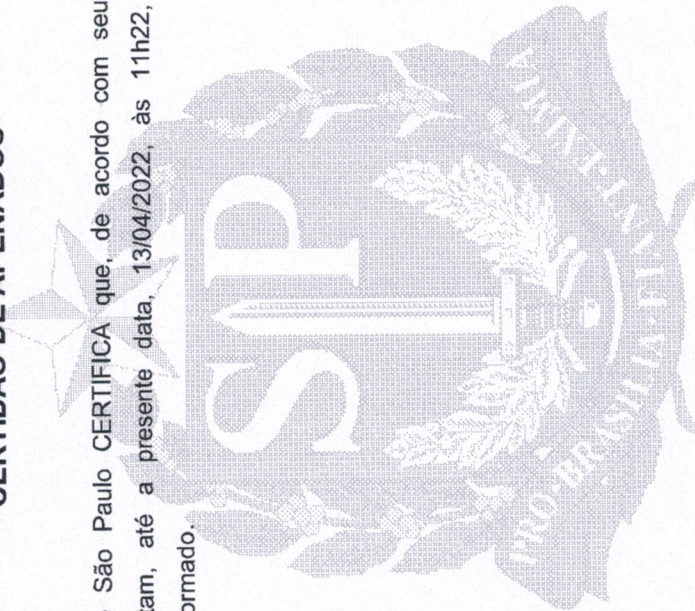 CERTIDÃO DE APENADOS
São Paulo CERTIFICA que, de acordo com seu
tam, até a presente data, 13/04/2022, às 11h22,
ormado.
SP
PRO·BRASILIA·FIANT·EXIMIA